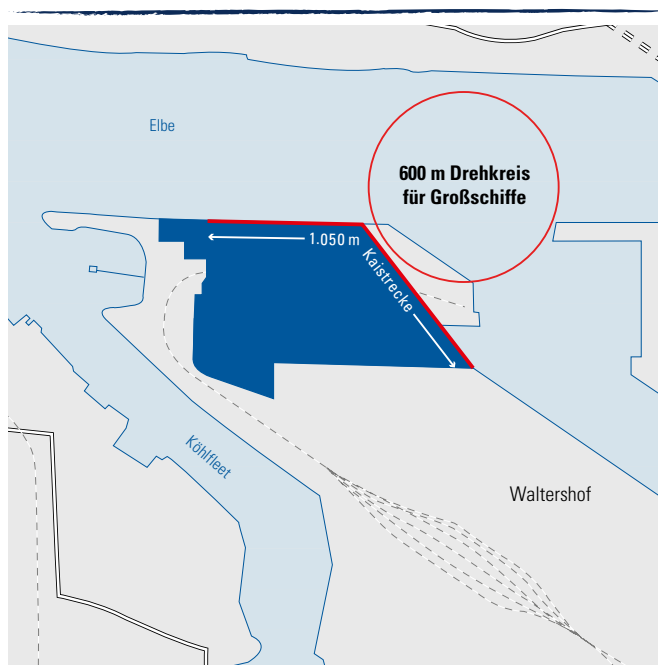 Elbe
600 m Drehkreis
für Großschiffe
1.050 m
Kaistrecke
Köhlfleet
Waltershof